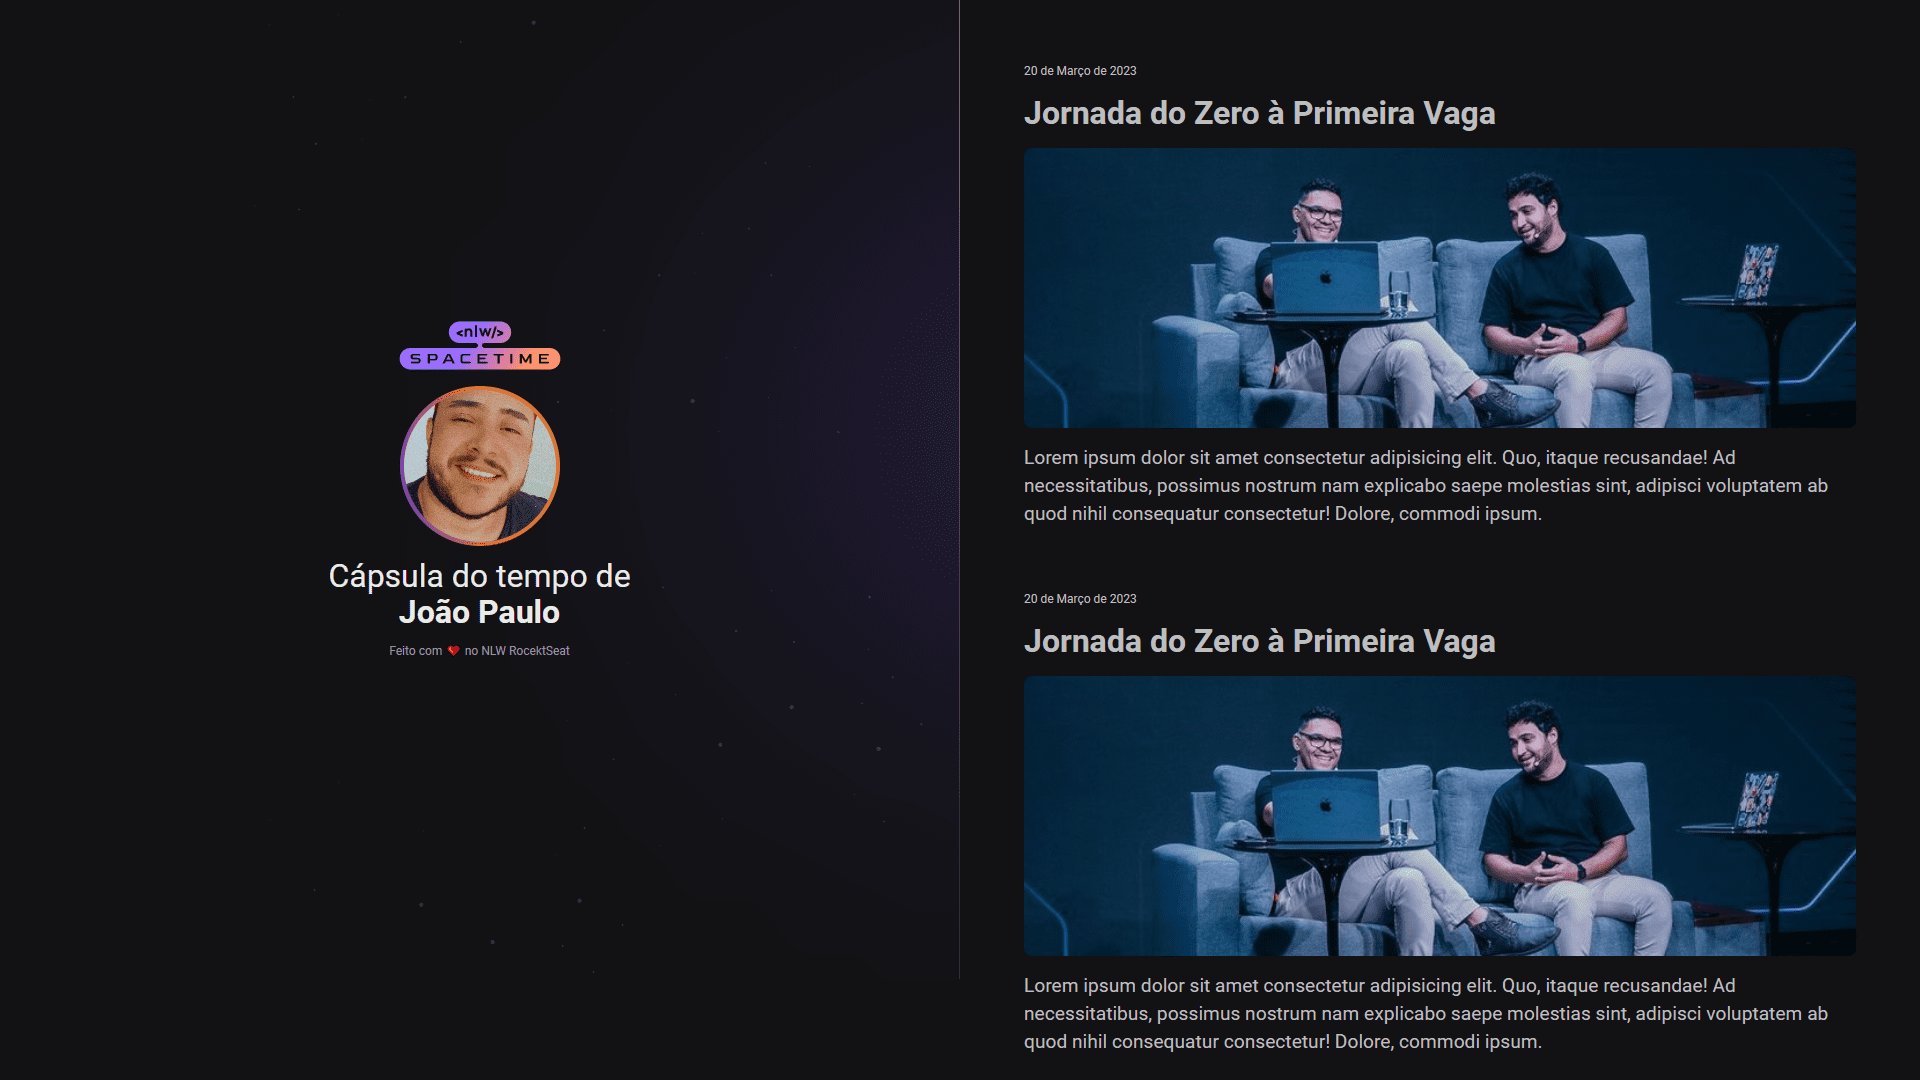 <nlw/>
SPACETIME
Cápsula do tempo de
João Paulo
Feito com ❤ no NLW RocektSeat
20 de Março de 2023
Jornada do Zero à Primeira Vaga
Lorem ipsum dolor sit amet consectetur adipisicing elit. Quo, itaque recusandae! Ad
necessitatibus, possimus nostrum nam explicabo saepe molestias sint, adipisci voluptatem ab
quod nihil consequatur consectetur! Dolore, commodi ipsum.
20 de Março de 2023
Jornada do Zero à Primeira Vaga
Lorem ipsum dolor sit amet consectetur adipisicing elit. Quo, itaque recusandae! Ad
necessitatibus, possimus nostrum nam explicabo saepe molestias sint, adipisci voluptatem ab
quod nihil consequatur consectetur! Dolore, commodi ipsum.